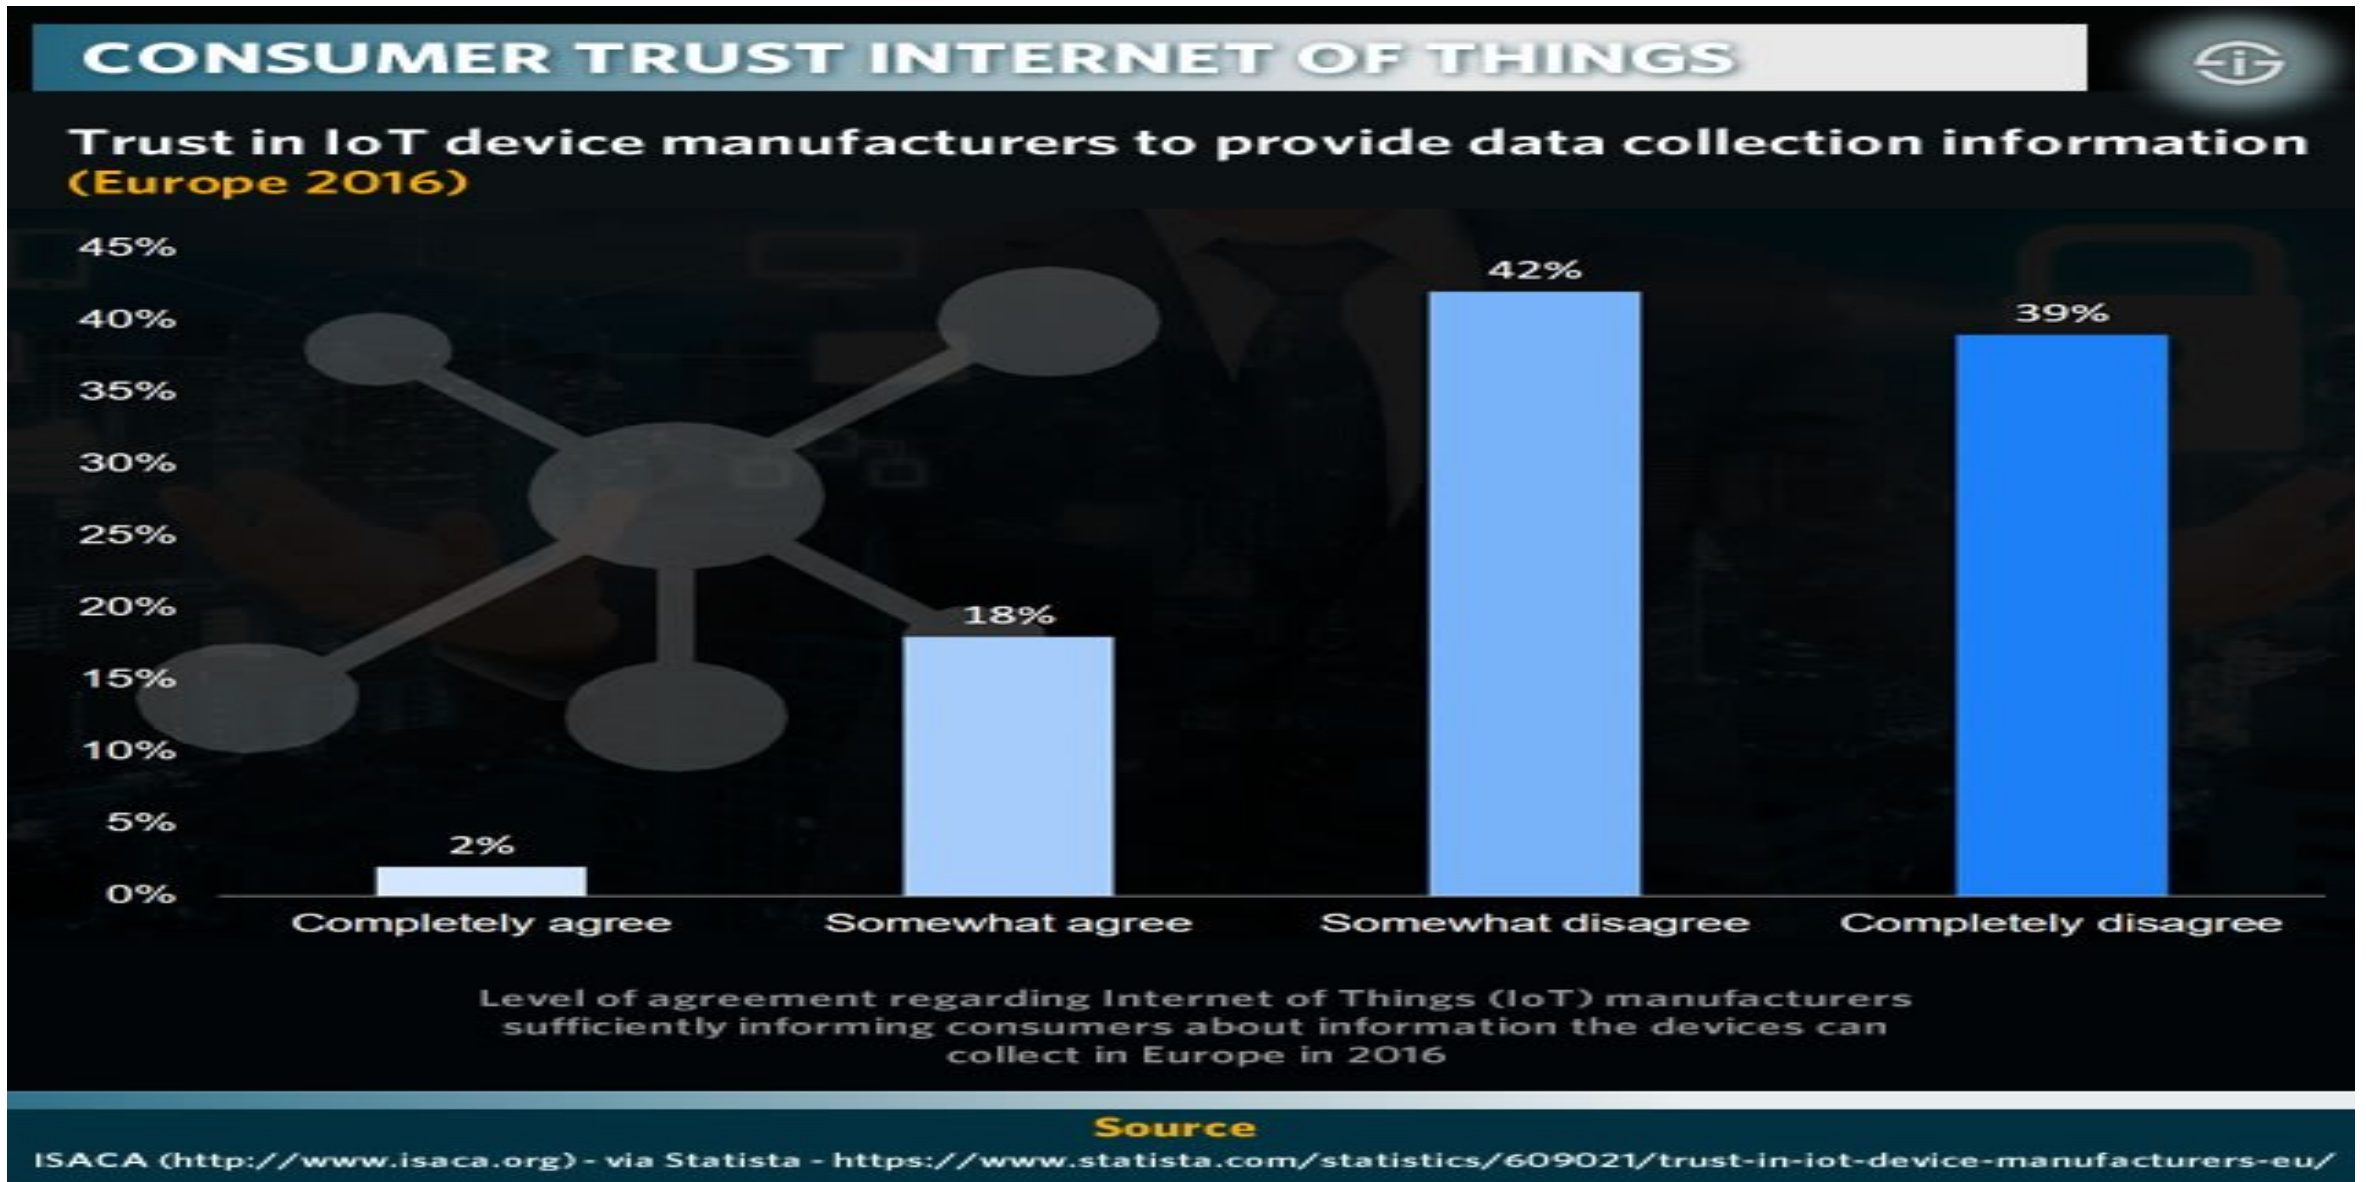 CONSUMER TRUST INTERNET OF THINGS
Trust in IoT device manufacturers to provide data collection information
(Europe 2016)
45%
40%
35%
30%
25%
20%
15%
10%
5%
0%
2%
18%
42%
39%
Completely agree
Somewhat agree
Somewhat disagree
Completely disagree
Level of agreement regarding Internet of Things (IoT) manufacturers
sufficiently informing consumers about information the devices can
collect in Europe in 2016
Source
ISACA (http://www.isaca.org) - via Statista - https://www.statista.com/statistics/609021/trust-in-iot-device-manufacturers-eu/